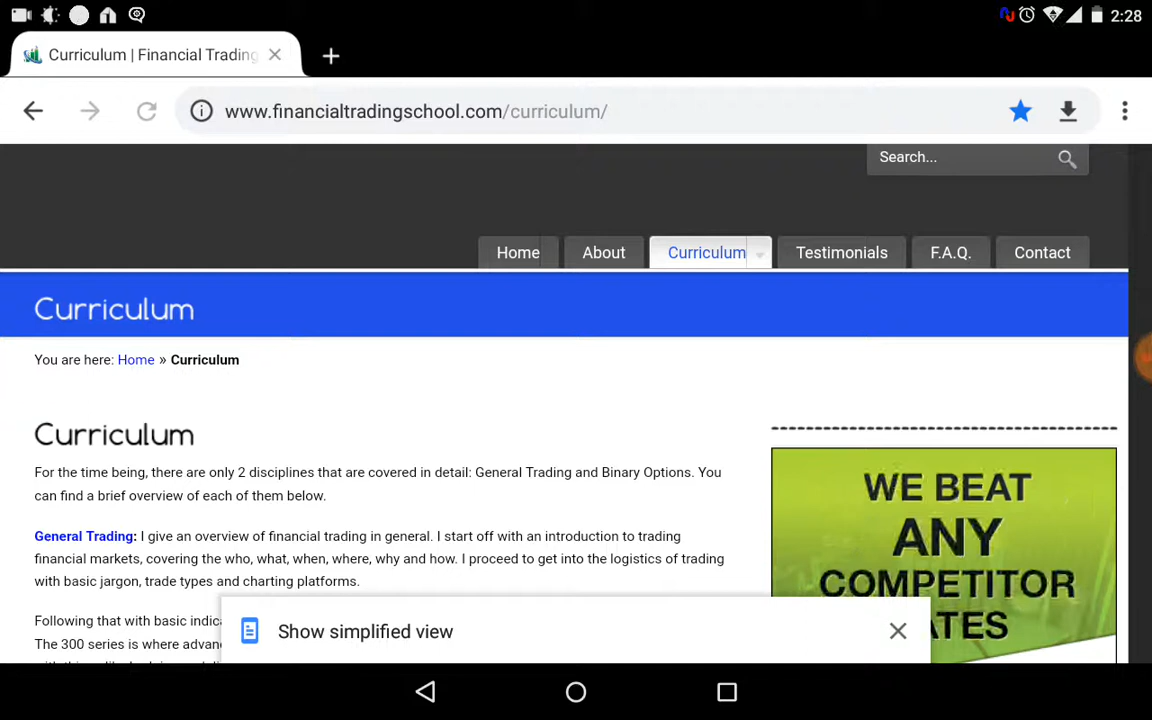 2:28
Curriculum | Financial Trading
www.financialtradingschool.com/curriculum/
Search...
Home About Curriculum Testimonials F.A.Q. Contact
Curriculum
You are here: Home » Curriculum
Curriculum
For the time being, there are only 2 disciplines that are covered in detail: General Trading and Binary Options. You
can find a brief overview of each of them below.
General Trading: I give an overview of financial trading in general. I start off with an introduction to trading
financial markets, covering the who, what, when, where, why and how. I proceed to get into the logistics of trading
with basic jargon, trade types and charting platforms.
Following that with basic
The 300 series is where
WE BEAT
ANY
COMPETITOR
Show simplified view